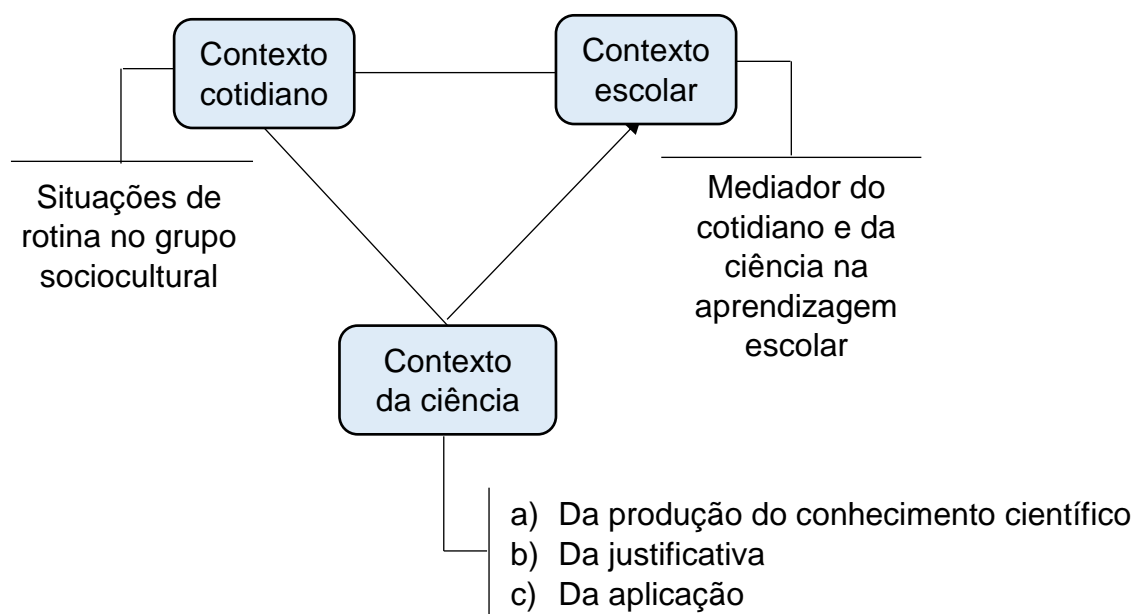 Contexto
cotidiano
Contexto
escolar
Situações de
rotina no grupo
sociocultural
Mediador do
cotidiano e da
ciência na
aprendizagem
escolar
Contexto
da ciência
a) Da produção do conhecimento científico
b) Da justificativa
c) Da aplicação